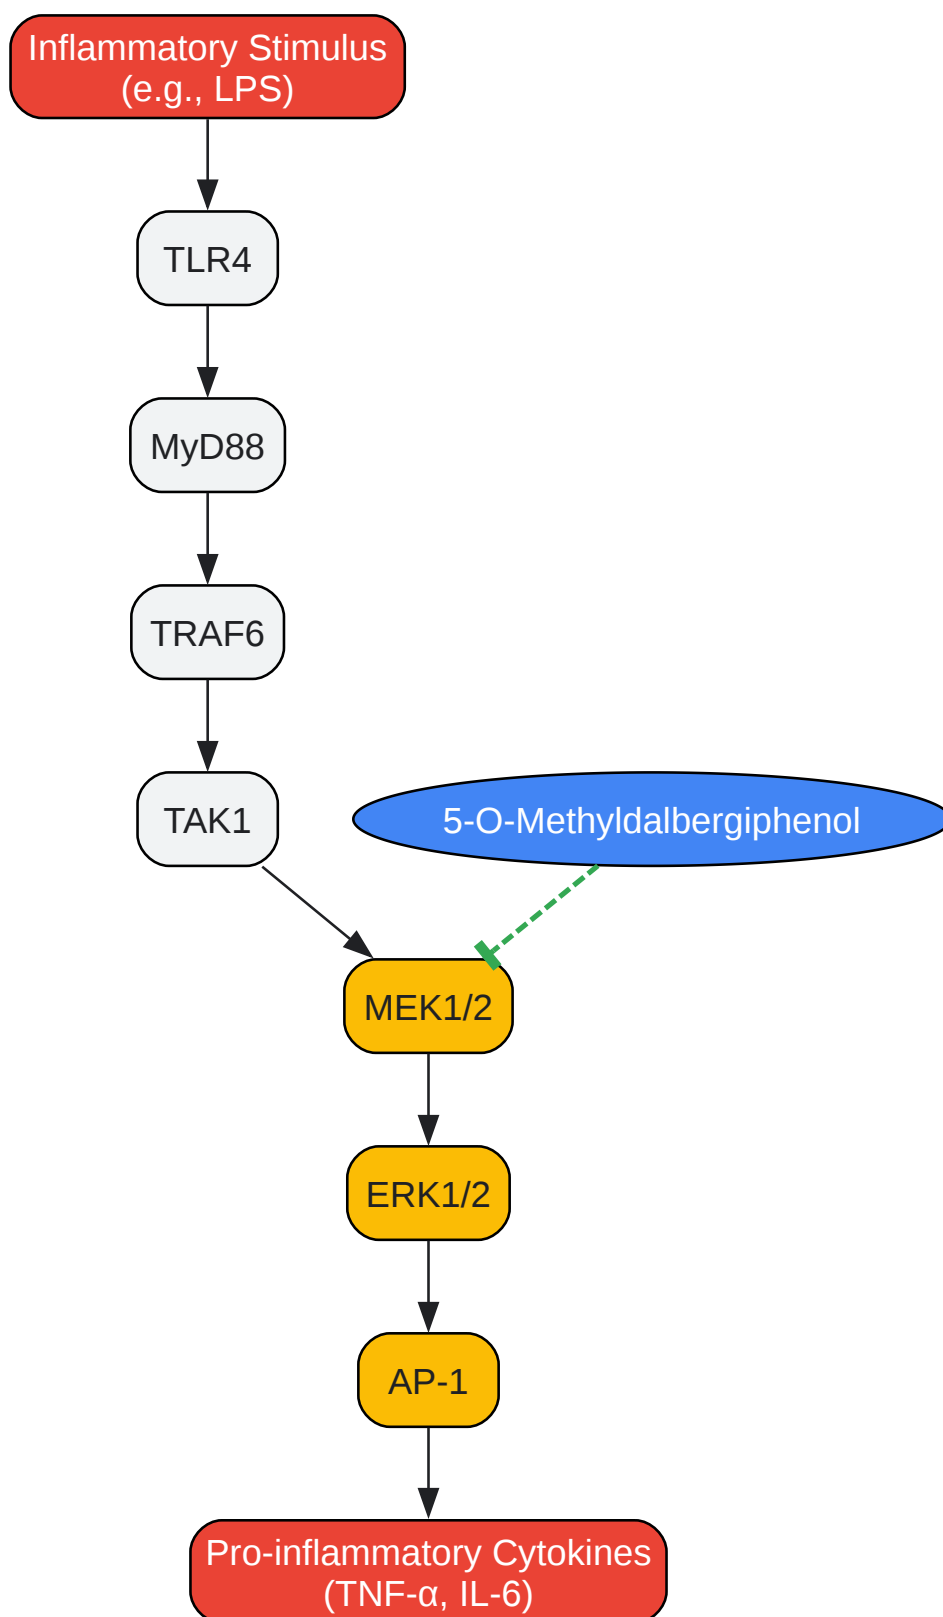 Inflammatory Stimulus
(e.g., LPS)
TLR4
MyD88
TRAF6
TAK1
5-O-Methyldalbergiphenol
MEK1/2
ERK1/2
AP-1
Pro-inflammatory Cytokines
(TNF-α, IL-6)